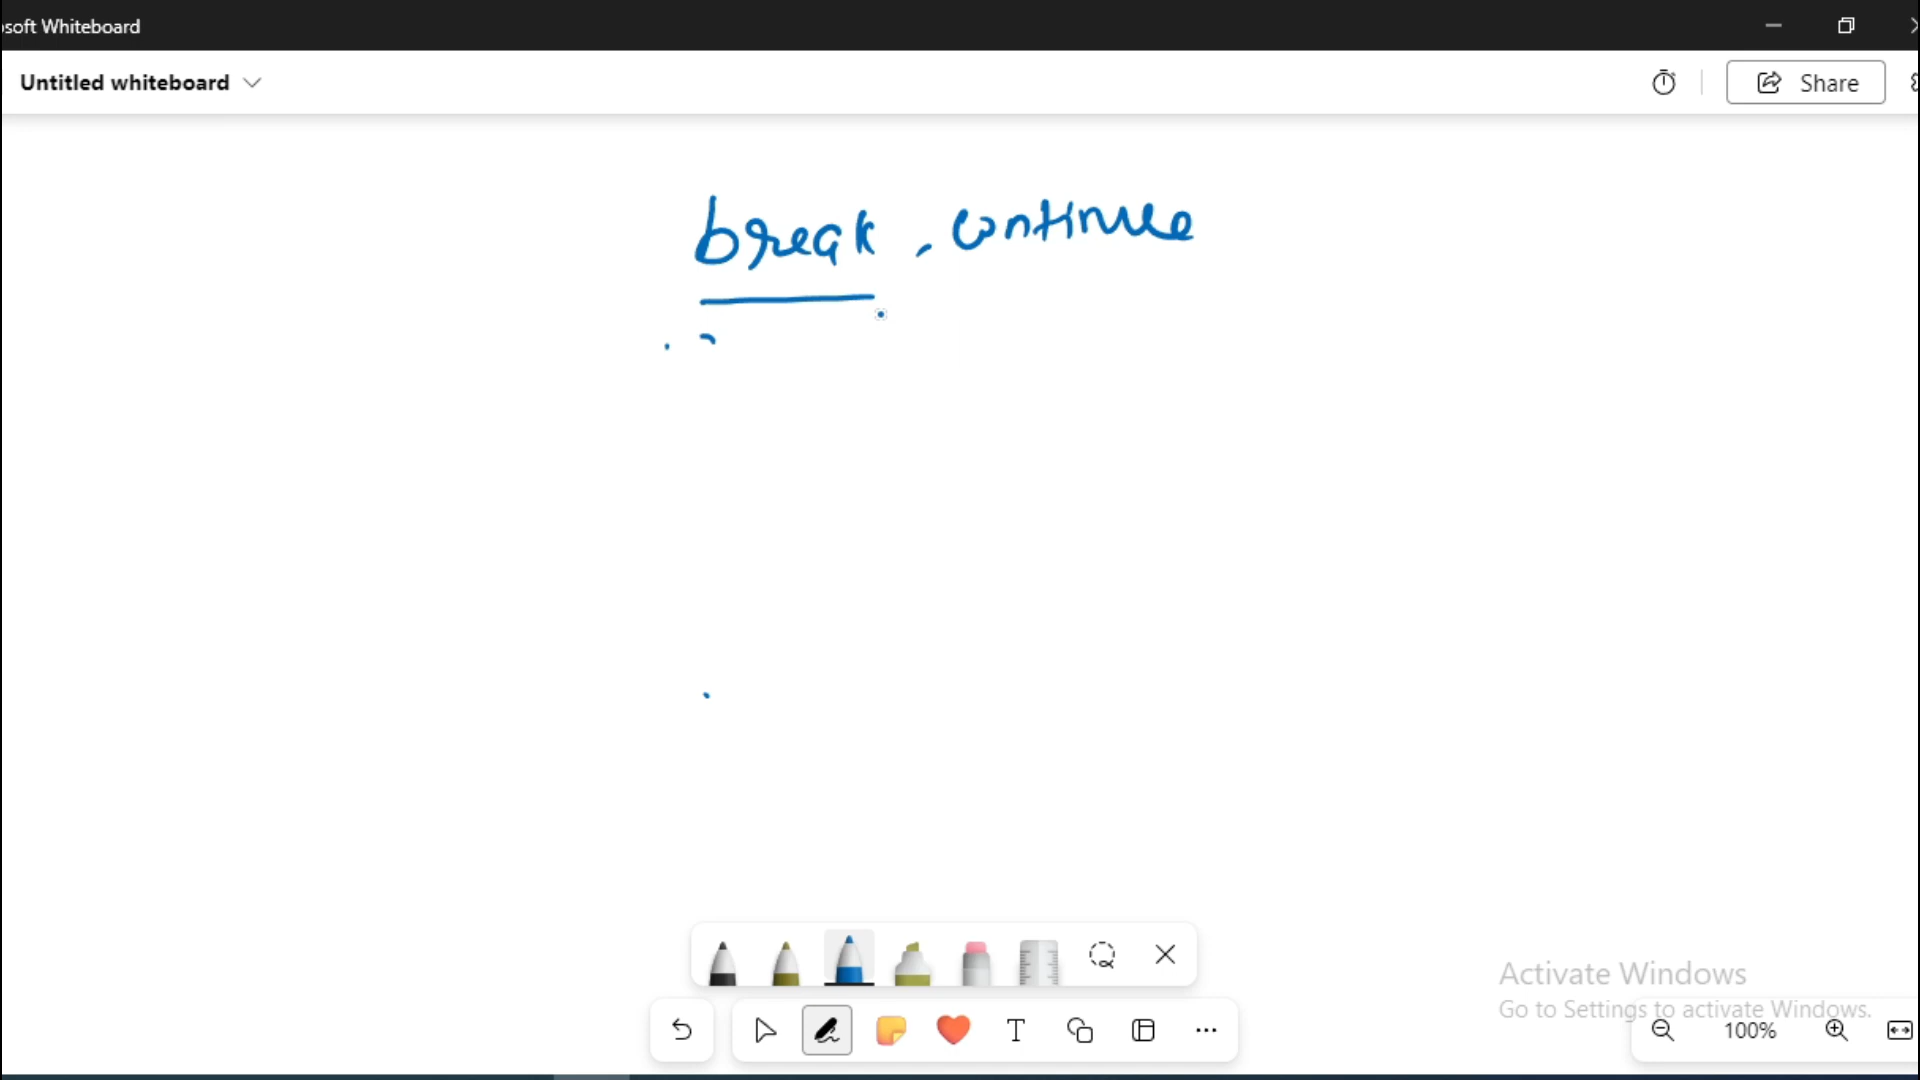 soft Whiteboard
Untitled whiteboard
Share
break, continue
Activate Windows
Go to Settings to activate Windows.
100%